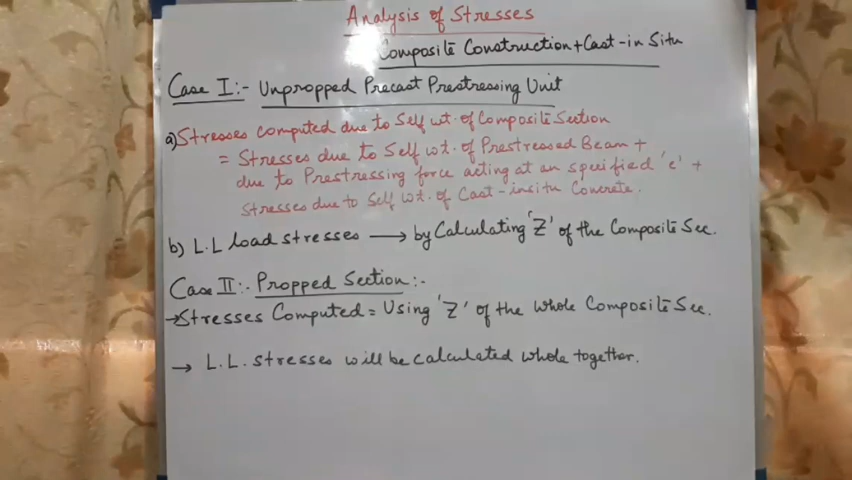 Analysis of Stresses
Composite Construction + Cast-in Situ
Case I:- Unpropped Precast Prestressing Unit
a) Stresses Computed due to Self wt. of Composite Section
= Stresses due to Self wt. of Prestressed Beam +
due to Prestressing force acting at an specified 'e' +
Stresses due to Self wt. of Cast-insitu Concrete.
b) L.L load stresses → by Calculating 'Z' of the Composite Sec.
Case II:- Propped Section:-
→ Stresses Computed = Using 'Z' of the whole Composite Sec.
→ L.L. stresses will be calculated whole together.